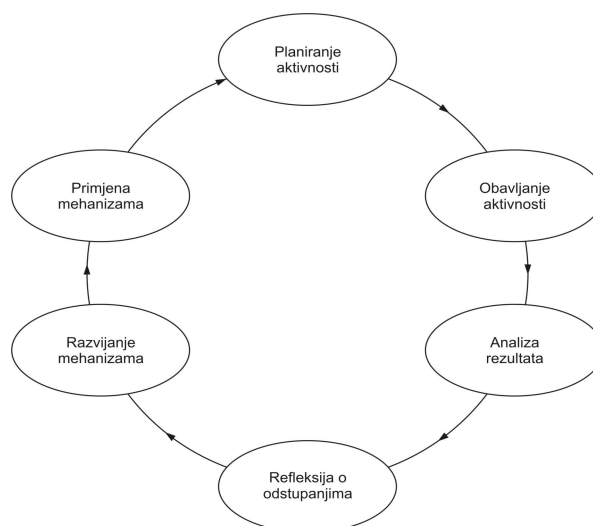 Planiranje
aktivnosti
Obavljanje
aktivnosti
Analiza
rezultata
Refleksija o
odstupanjima
Razvijanje
mehanizama
Primjena
mehanizama